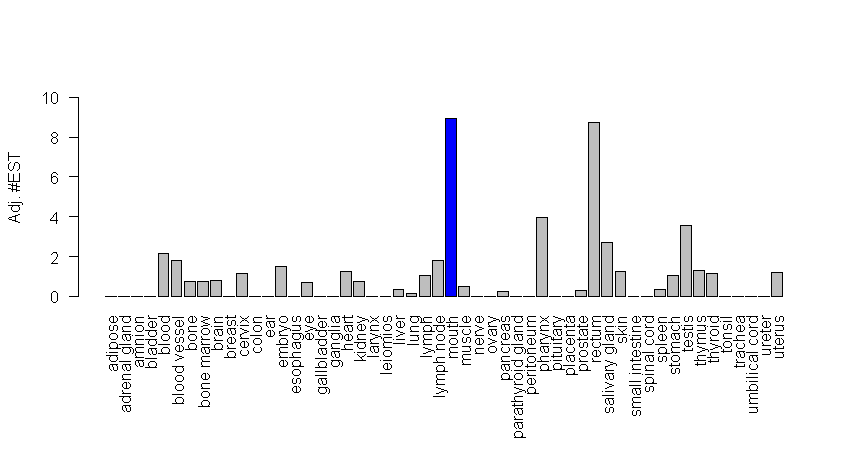 Adj. #EST
10
8
6
4
2
0
adipose
adrenal gland
amnion
bladder
blood
blood vessel
bone
bone marrow
brain
breast
cervix
colon
ear
embryo
esophagus
eye
gallbladder
ganglia
heart
kidney
larynx
leiomios
liver
lung
lymph
lymph node
mouth
muscle
nerve
ovary
pancreas
parathyroid gland
peritoneum
pharynx
pituitary
placenta
prostate
rectum
salivary gland
skin
small intestine
spinal cord
spleen
stomach
testis
thymus
thyroid
tonsil
trachea
umbilical cord
ureter
uterus